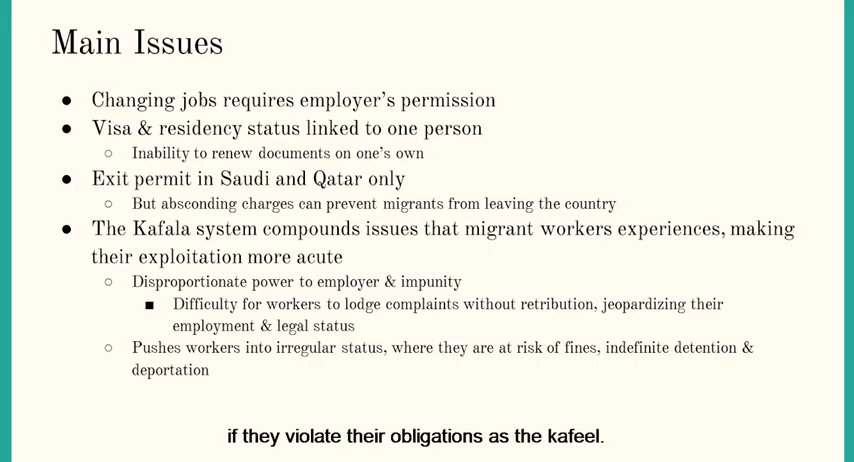 Main Issues
● Changing jobs requires employer's permission
● Visa & residency status linked to one person
○ Inability to renew documents on one's own
● Exit permit in Saudi and Qatar only
○ But absconding charges can prevent migrants from leaving the country
● The Kafala system compounds issues that migrant workers experiences, making
their exploitation more acute
○ Disproportionate power to employer & impunity
■ Difficulty for workers to lodge complaints without retribution, jeopardizing their
employment & legal status
○ Pushes workers into irregular status, where they are at risk of fines, indefinite detention &
deportation
if they violate their obligations as the kafeel.